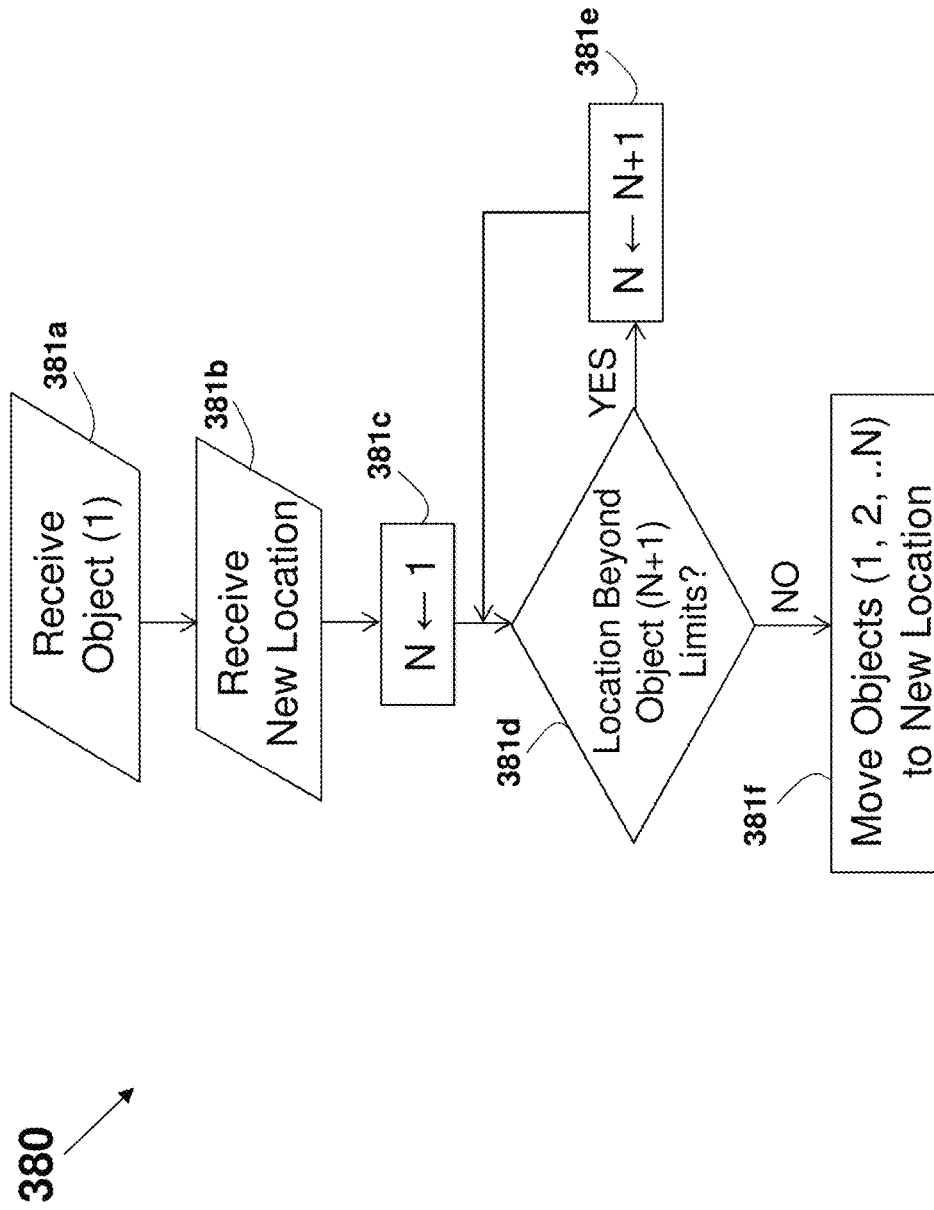 380
Receive
Object (1)
381a
Receive
New Location
381b
N ← 1
381c
Location Beyond
Object (N+1)
Limits?
381d
YES
N ← N+1
381e
NO
Move Objects (1, 2, ..N)
to New Location
381f